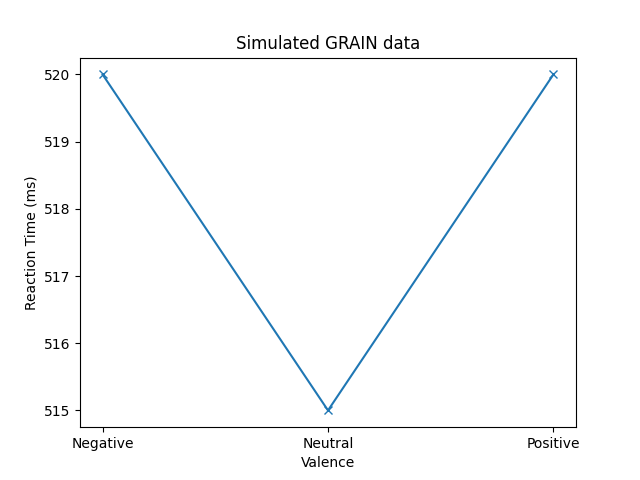 Simulated GRAIN data
520
519
518
517
516
515
Reaction Time (ms)
Negative
Neutral
Positive
Valence